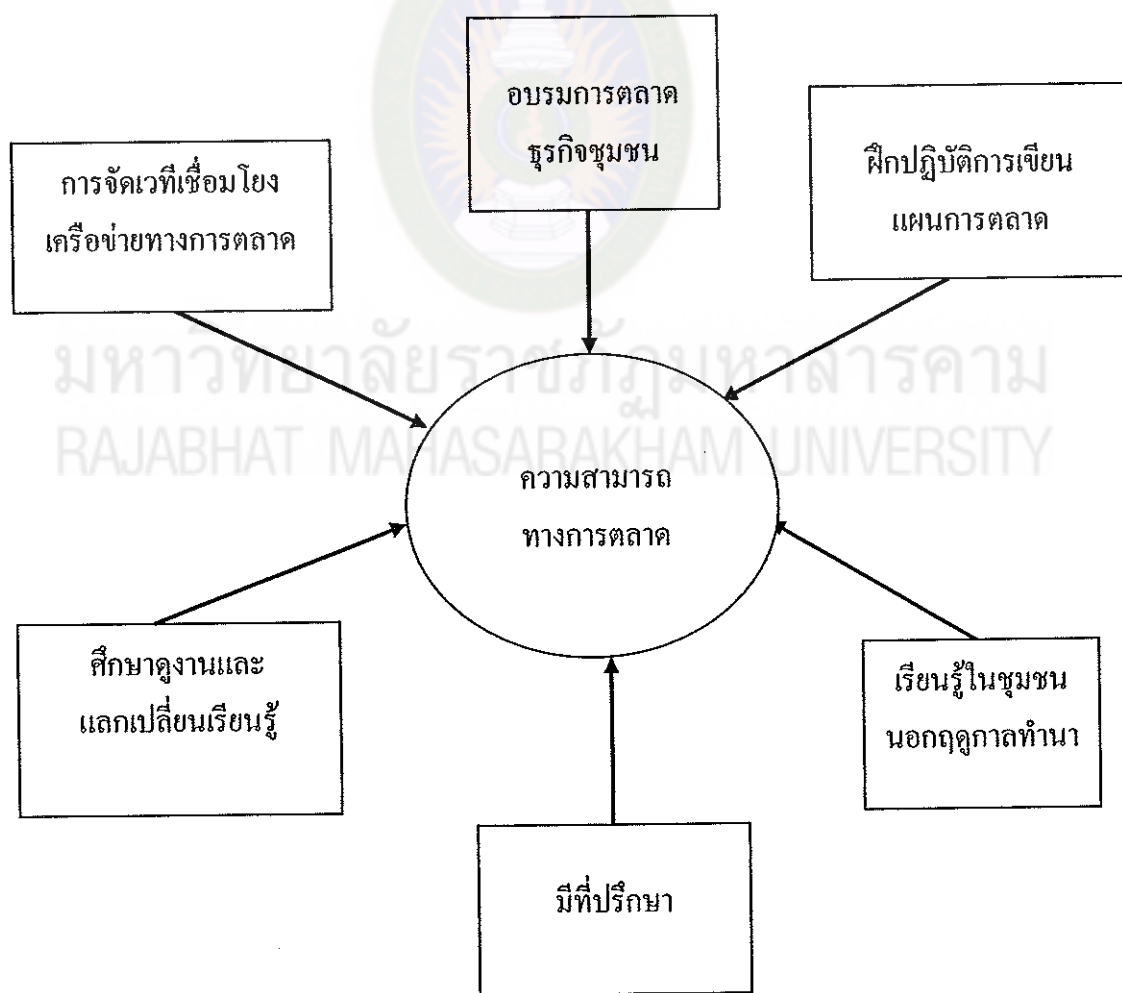 อบรมการตลาด
ธุรกิจชุมชน
การจัดเวทีเชื่อมโยง
เครือข่ายทางการตลาด
ฝึกปฏิบัติการเขียน
แผนการตลาด
มหาวิทยาลัยราชภัฏมหาสารคาม
RAJABHAT MAHASARAKHAM UNIVERSITY
ความสามารถ
ทางการตลาด
ศึกษาดูงานและ
แลกเปลี่ยนเรียนรู้
เรียนรู้ในชุมชน
นอกฤดูกาลทำนา
มีที่ปรึกษา